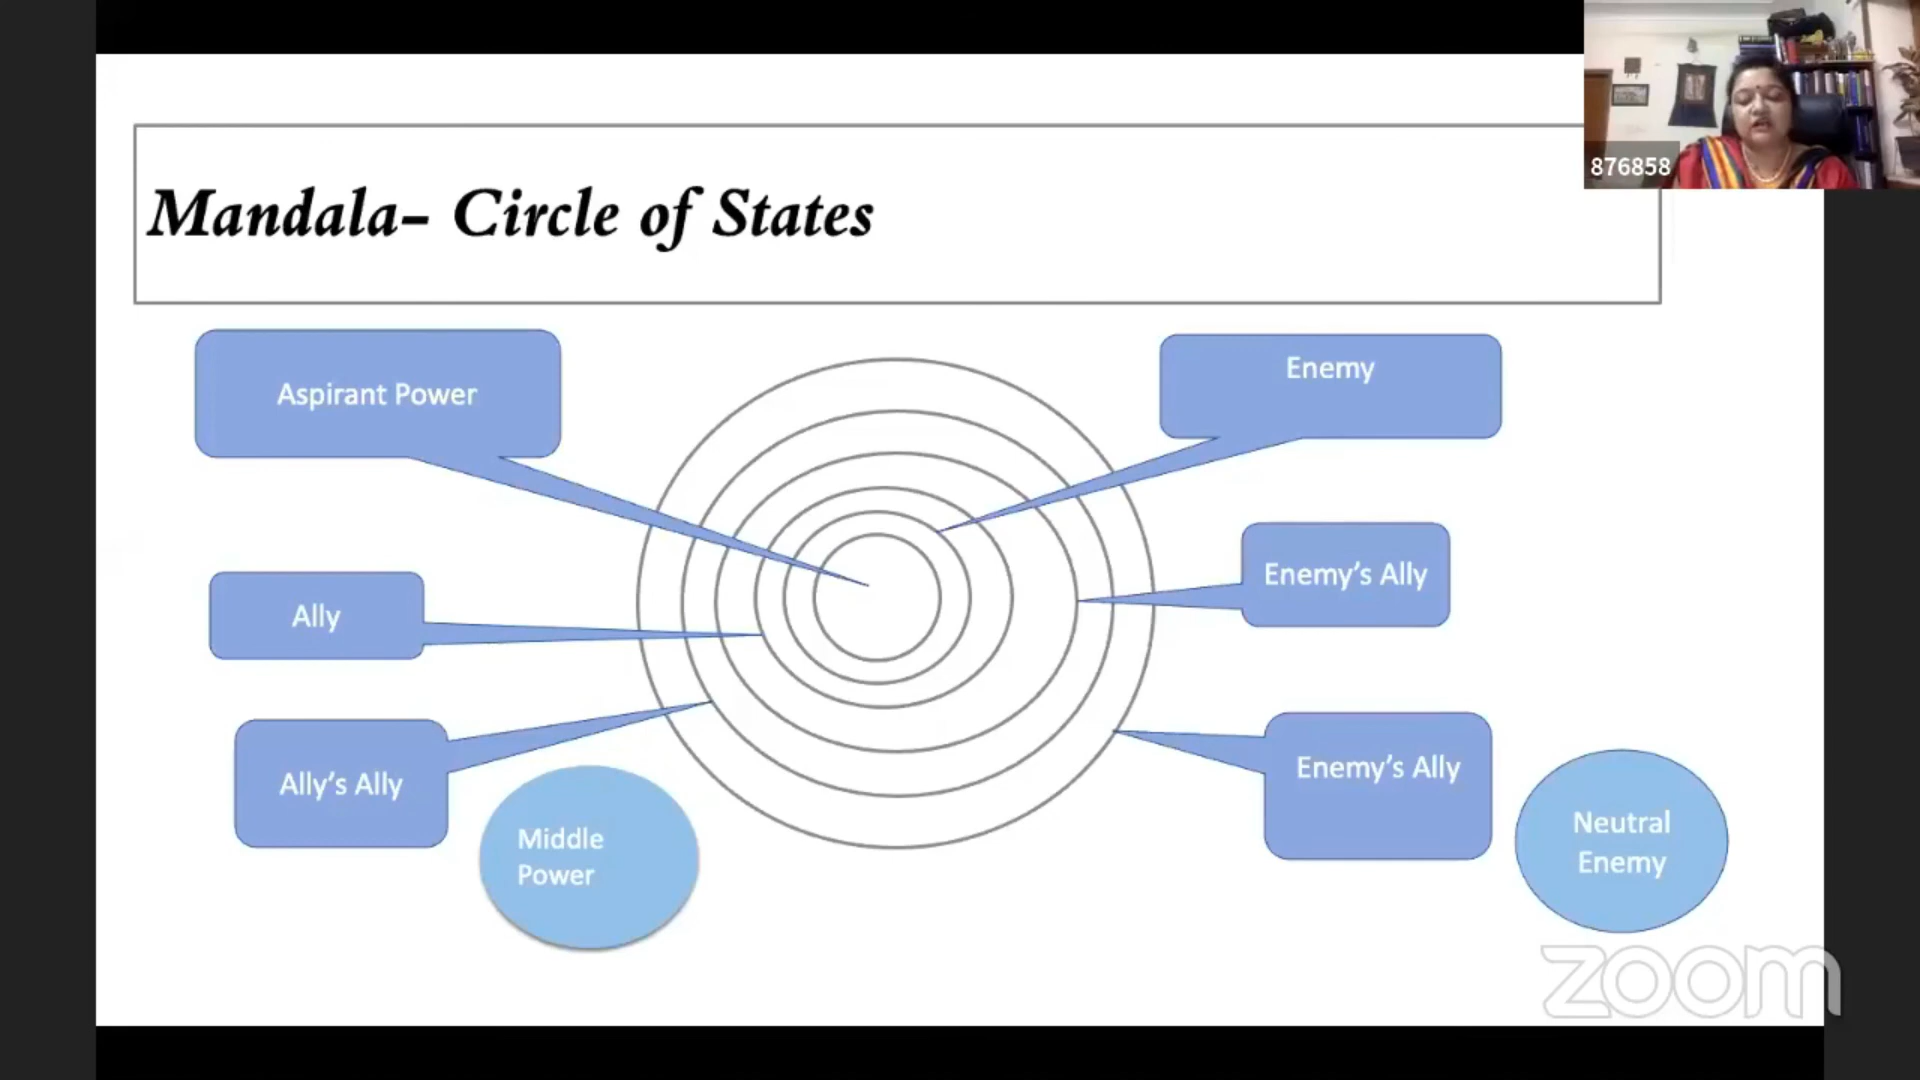 876858
Mandala– Circle of States
Aspirant Power
Enemy
Enemy’s Ally
Ally
Ally’s Ally
Enemy’s Ally
Middle
Power
Neutral
Enemy
zoom